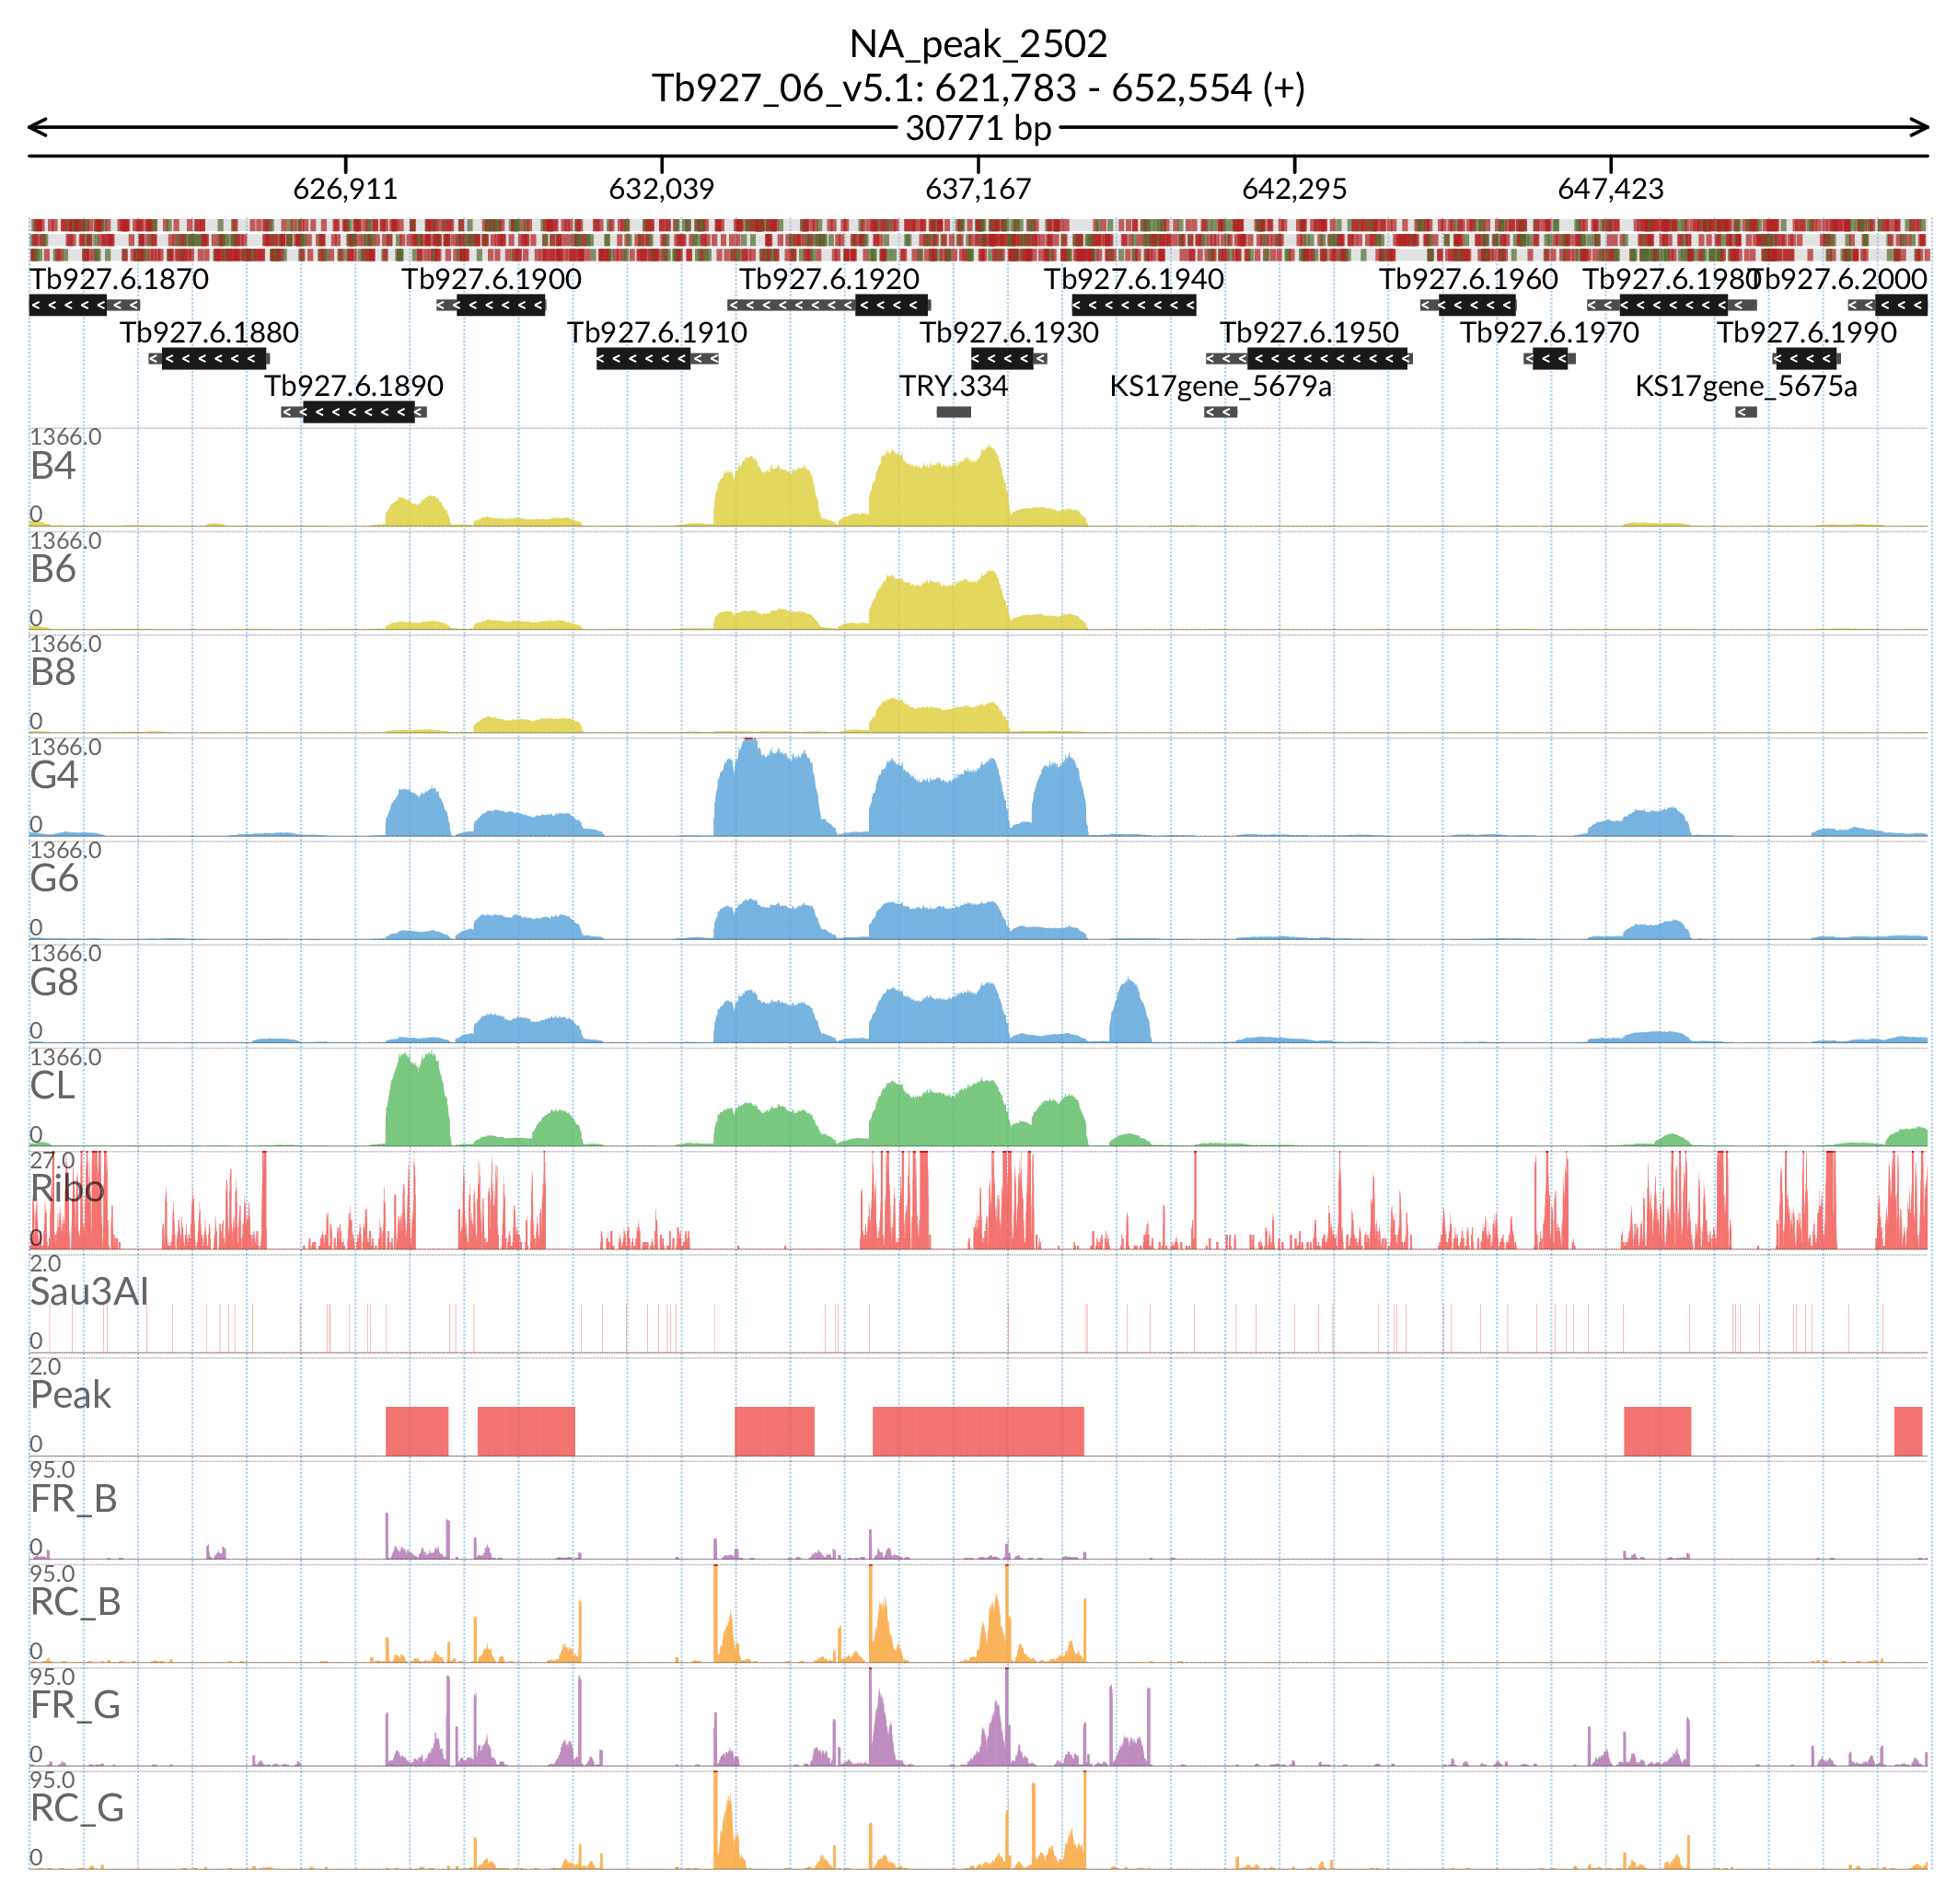 NA_peak_2502
Tb927_06_v5.1: 621,783 - 652,554 (+)
30771 bp
626,911 632,039 637,167 642,295 647,423
Tb927.6.1870 Tb927.6.1900 Tb927.6.1920 Tb927.6.1940 Tb927.6.1960 Tb927.6.1980 Tb927.6.2000
Tb927.6.1880 Tb927.6.1910 Tb927.6.1930 Tb927.6.1950 Tb927.6.1970 Tb927.6.1990
Tb927.6.1890 TRY.334 KS17gene_5679a KS17gene_5675a
1366.0
B4
0
1366.0
B6
0
1366.0
B8
0
1366.0
G4
0
1366.0
G6
0
1366.0
G8
0
1366.0
CL
0
27.0
Ribo
0
2.0
Sau3AI
0
2.0
Peak
0
95.0
FR_B
0
95.0
RC_B
0
95.0
FR_G
0
95.0
RC_G
0